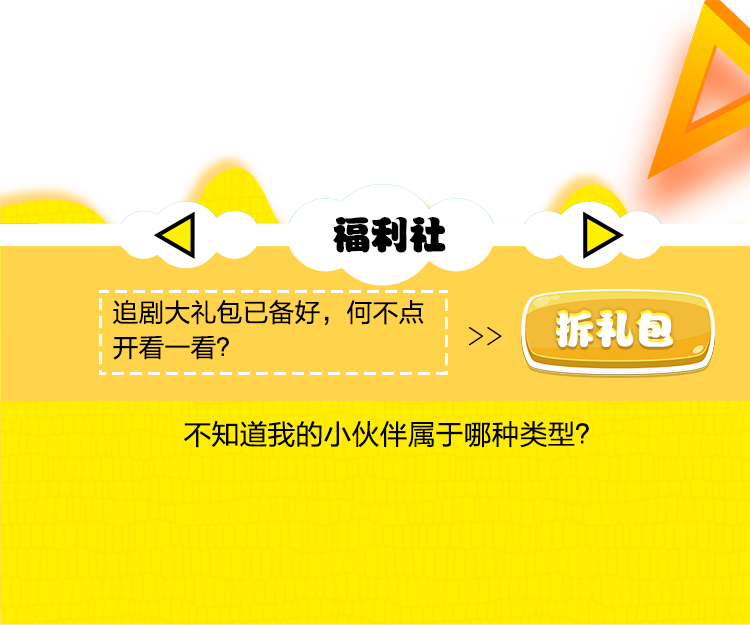 福利社
追剧大礼包已备好，何不点
开看一看？
>>
拆礼包
不知道我的小伙伴属于哪种类型？